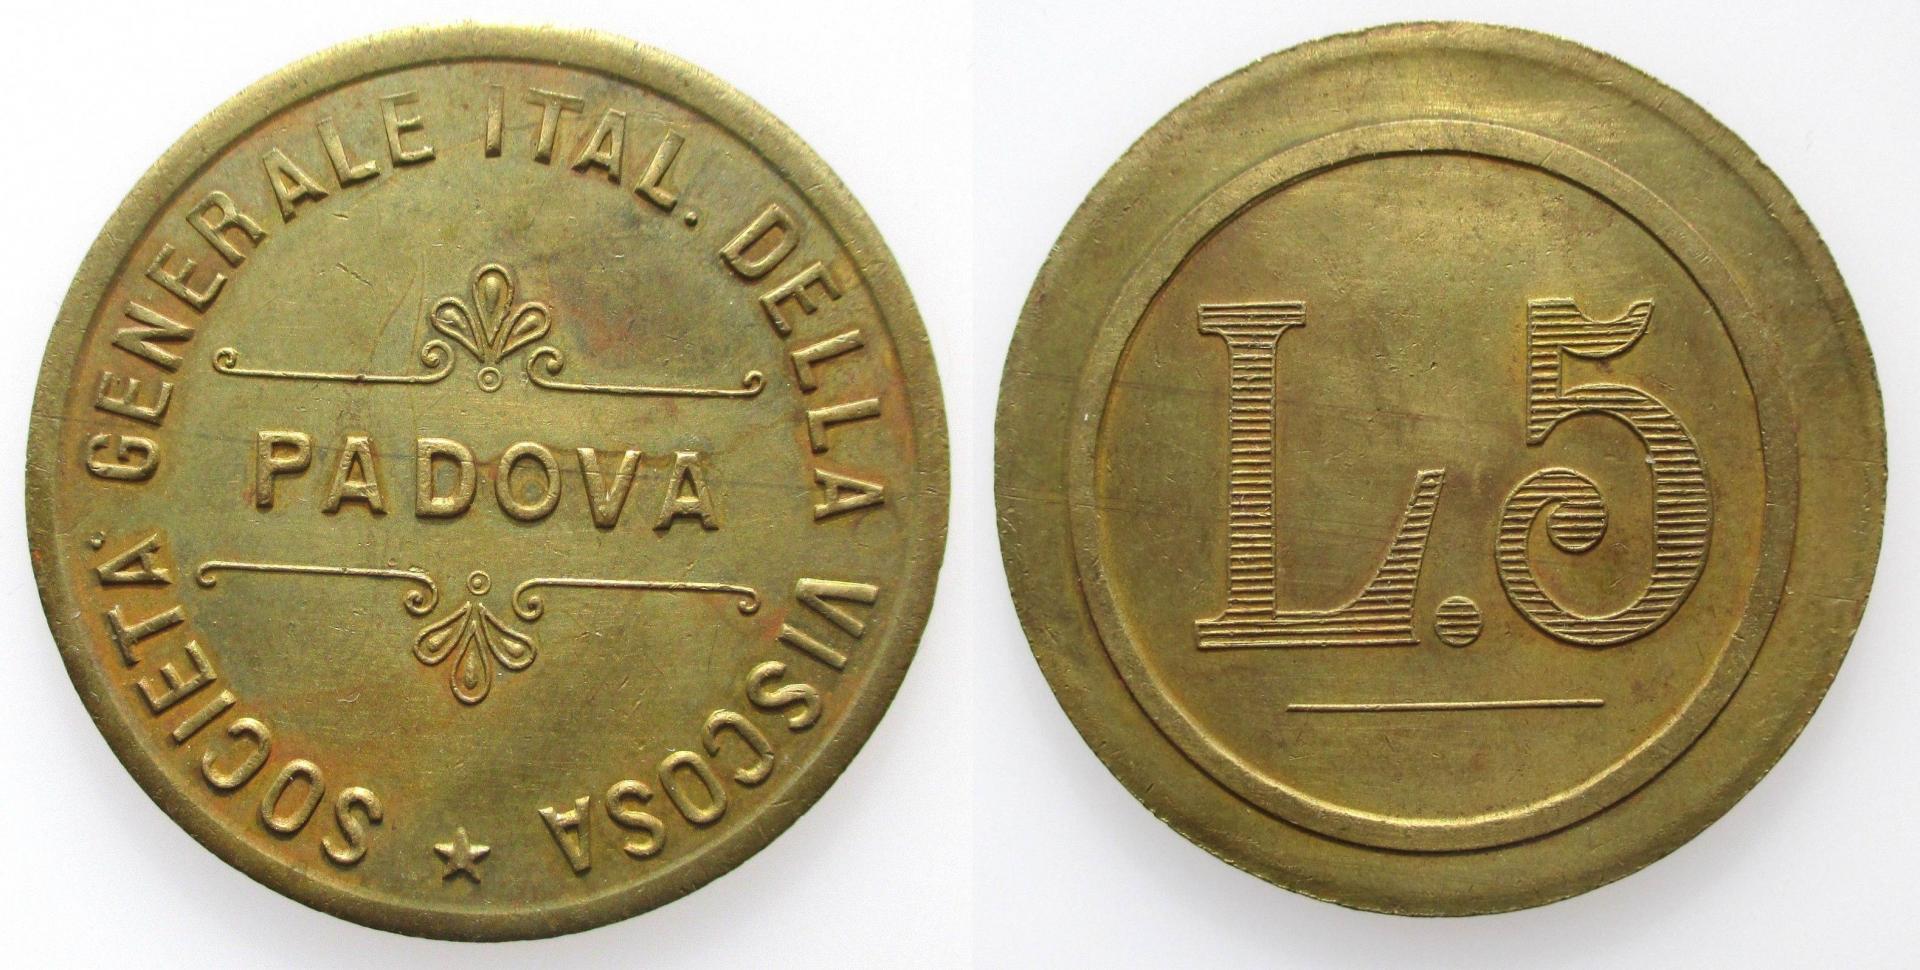 SOCIETÀ. GENERALE ITAL. DELLA VISCOSA
PADOVA
L.5